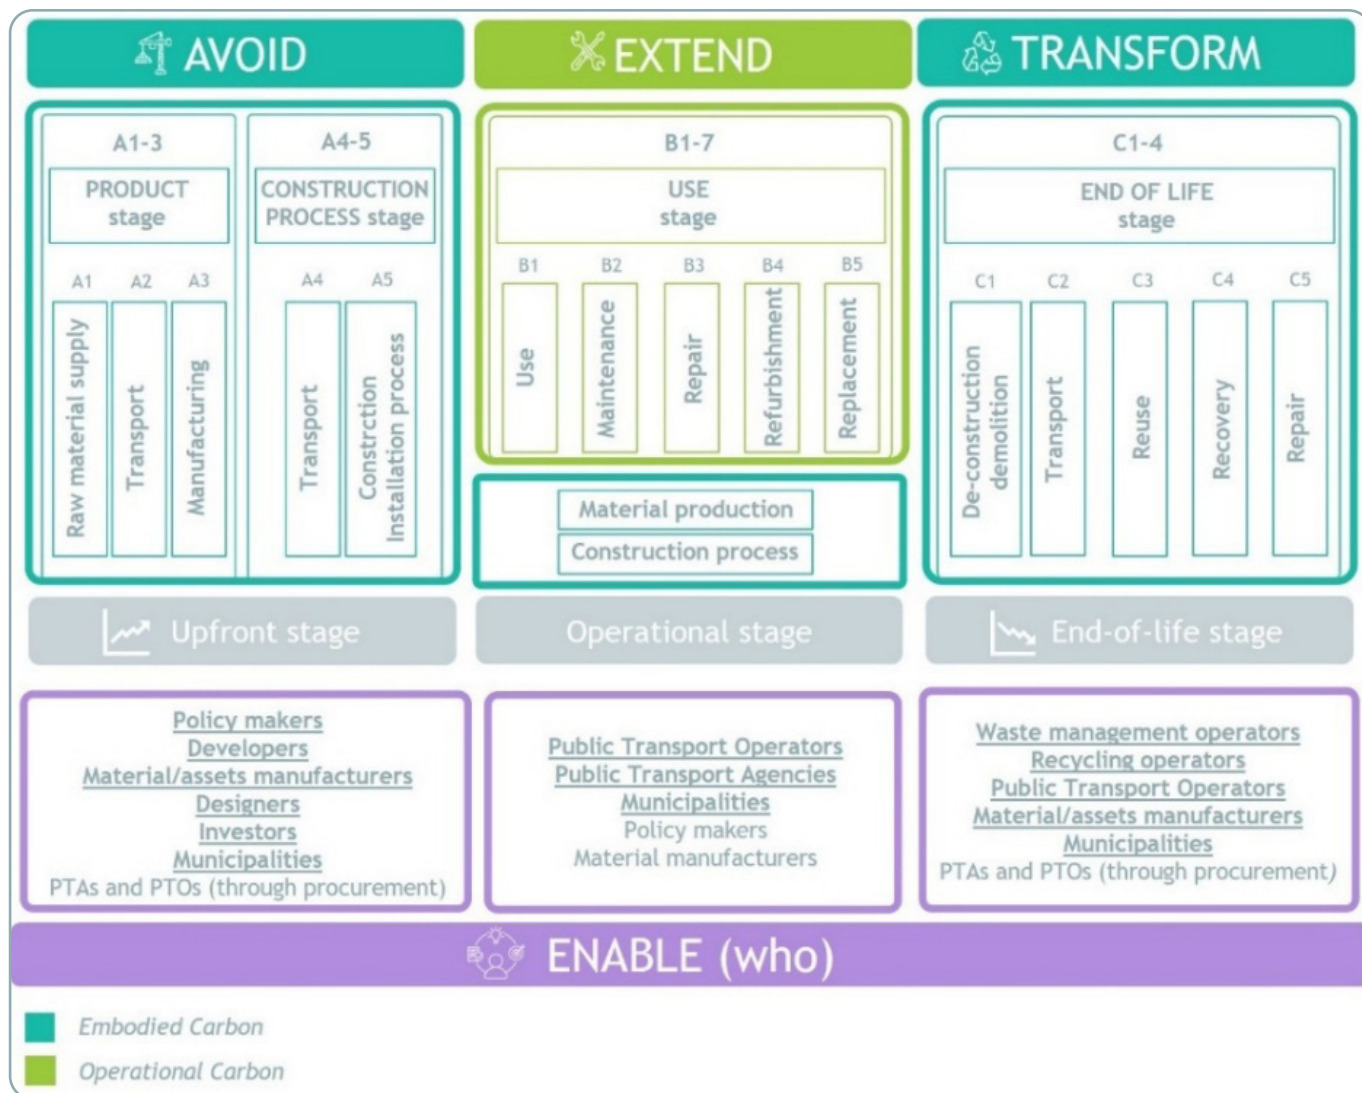 AVOID
EXTEND
TRANSFORM
A1-3
PRODUCT
stage
A4-5
CONSTRUCTION
PROCESS stage
A1
A2
A3
A4
A5
Raw material supply
Transport
Manufacturing
Transport
Constrction
Installation process
B1-7
USE
stage
B1
B2
B3
B4
B5
Use
Maintenance
Repair
Refurbishment
Replacement
Material production
Construction process
C1-4
END OF LIFE
stage
C1
C2
C3
C4
C5
De-construction
demolition
Transport
Reuse
Recovery
Repair
Upfront stage
Operational stage
End-of-life stage
Policy makers
Developers
Material/assets manufacturers
Designers
Investors
Municipalities
PTAs and PTOs (through procurement)
Public Transport Operators
Public Transport Agencies
Municipalities
Policy makers
Material manufacturers
Waste management operators
Recycling operators
Public Transport Operators
Material/assets manufacturers
Municipalities
PTAs and PTOs (through procurement)
ENABLE (who)
Embodied Carbon
Operational Carbon